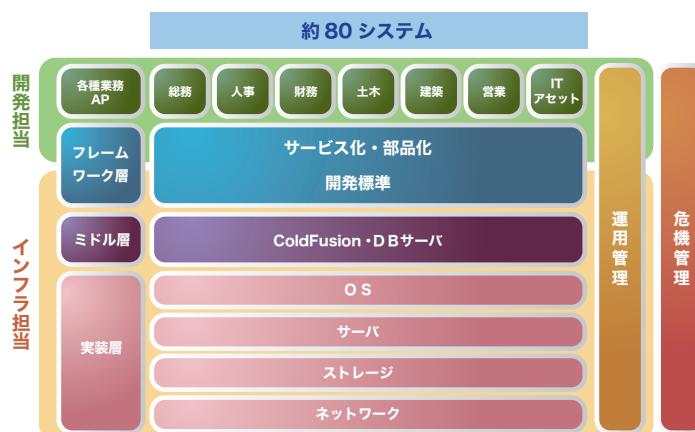 約80システム
開発担当
各種業務
AP
総務
人事
財務
土木
建築
営業
IT
アセット
フレーム
ワーク層
サービス化・部品化
開発標準
インフラ担当
ミドル層
ColdFusion・DBサーバ
実装層
OS
サーバ
ストレージ
ネットワーク
運用管理
危機管理